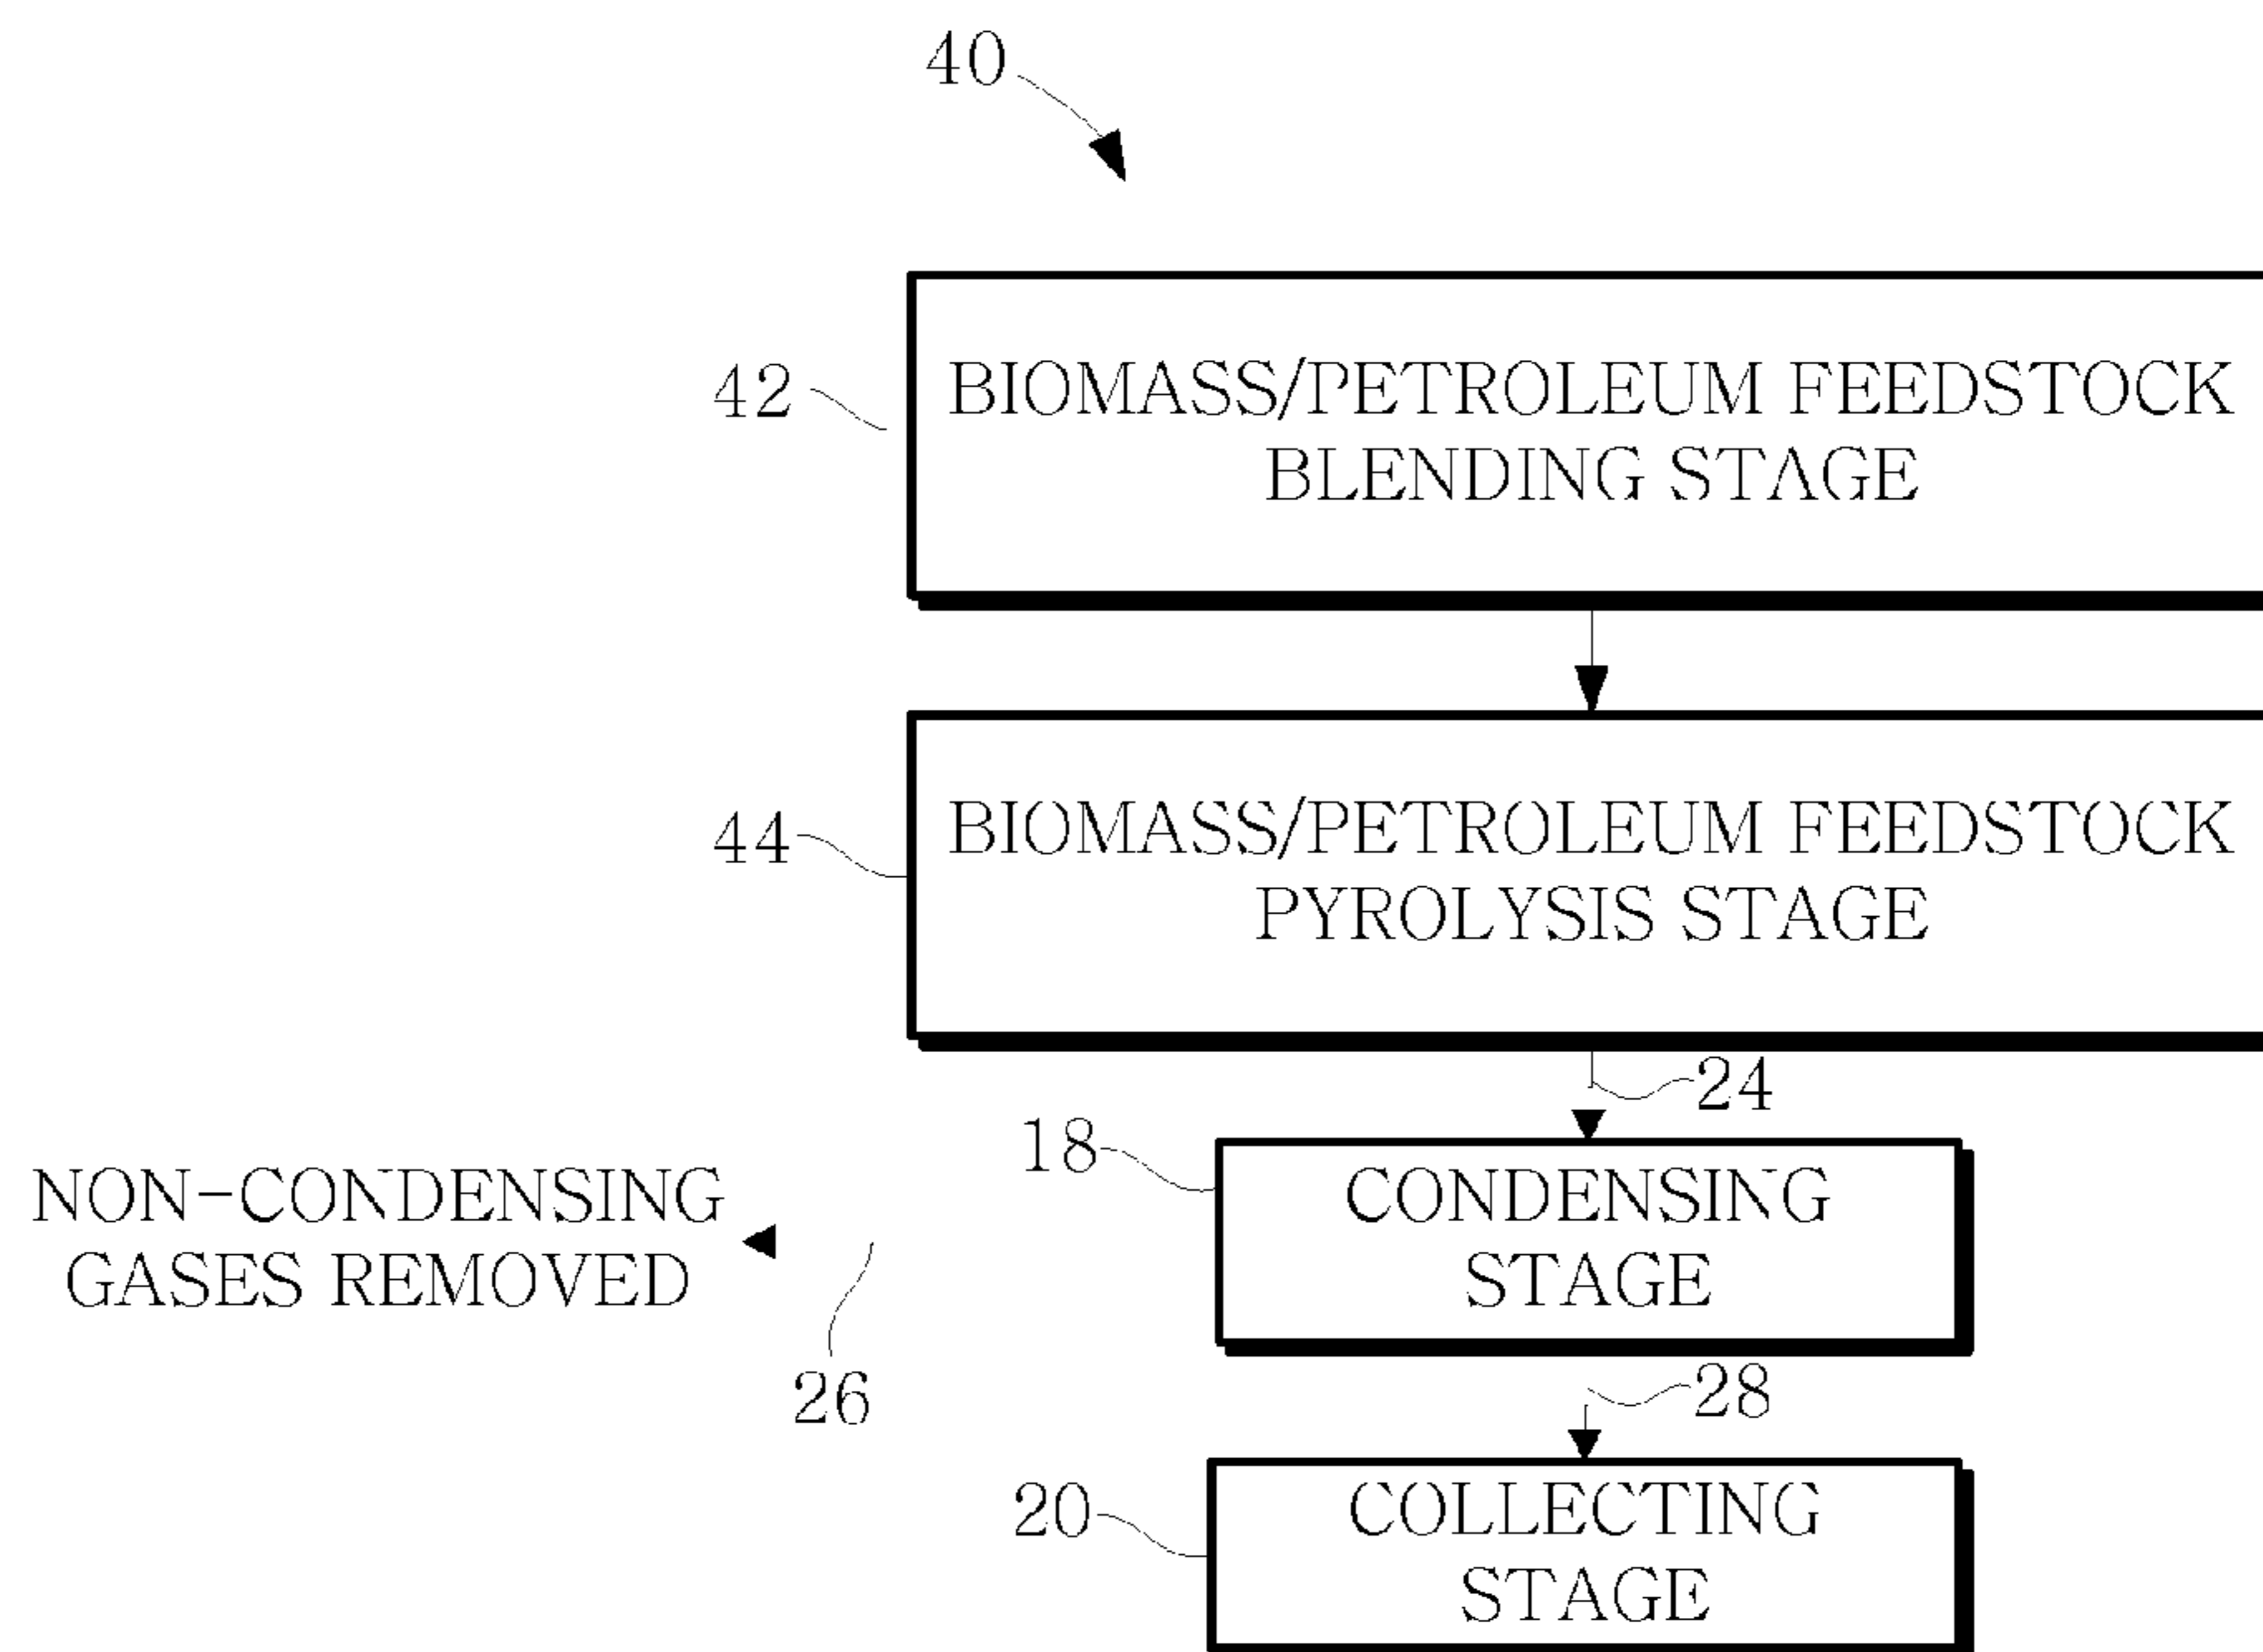 40
42
BIOMASS/PETROLEUM FEEDSTOCK
BLENDING STAGE
44
BIOMASS/PETROLEUM FEEDSTOCK
PYROLYSIS STAGE
24
18
CONDENSING
STAGE
NON-CONDENSING
GASES REMOVED
26
28
20
COLLECTING
STAGE